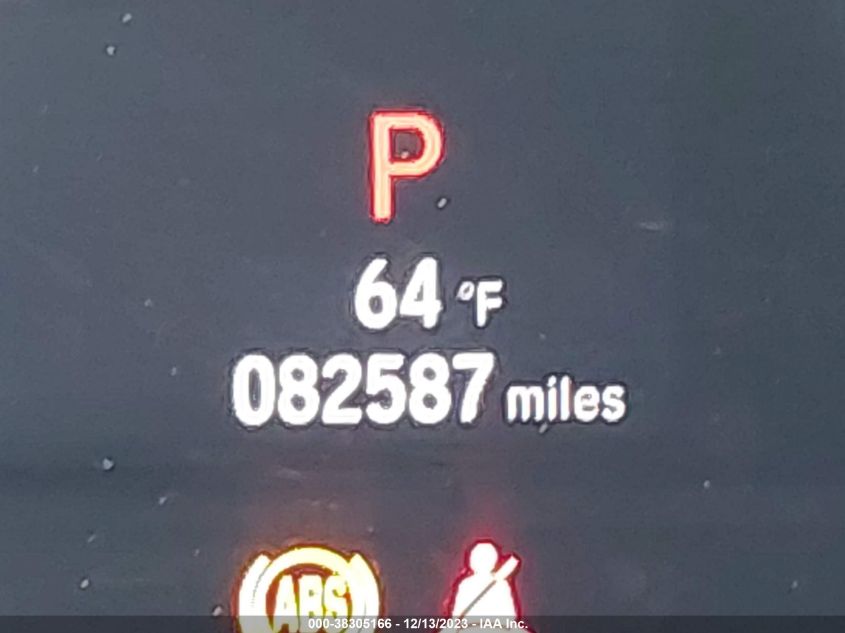 P
64 °F
082587 miles
ABS
000-38305166 - 12/13/2023 - IAA Inc.